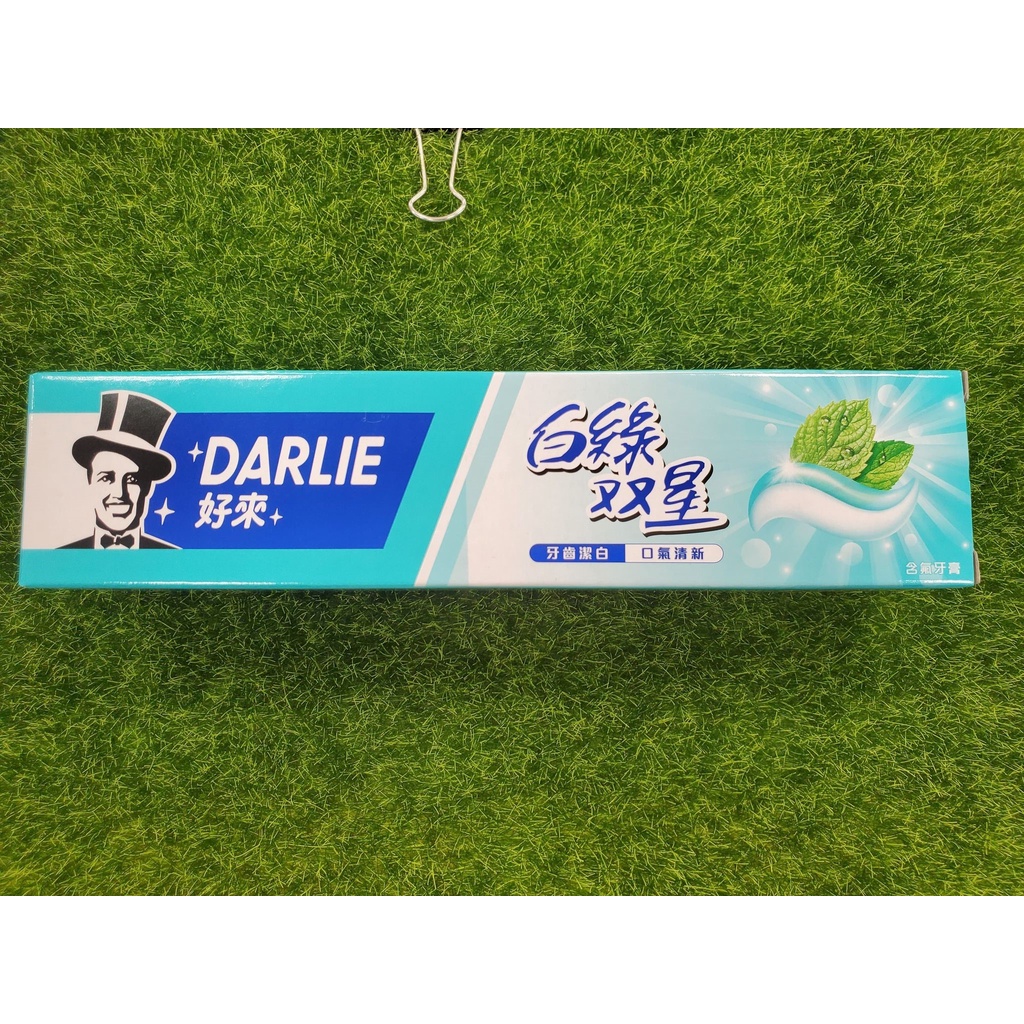 DARLIE
好來
白綠
双星
牙齒潔白 口氣清新
含氟牙膏